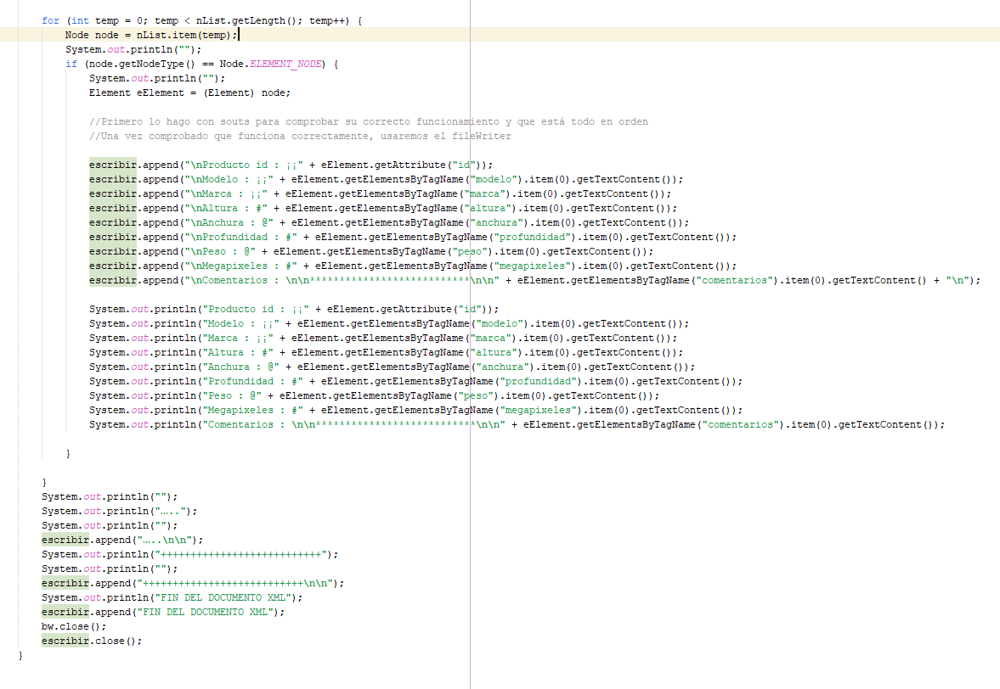 for (int temp = 0; temp < nList.getLength(); temp++) {
Node node = nList.item(temp);
System.out.println("");
if (node.getNodeType() == Node.ELEMENT_NODE) {
System.out.println("");
Element eElement = (Element) node;
//Primero lo hago con souts para comprobar su correcto funcionamiento y que está todo en orden
//Una vez comprobado que funciona correctamente, usaremos el fileWriter
escribir.append("\nProducto id : ¡¡" + eElement.getAttribute("id"));
escribir.append("\nModelo : ¡¡" + eElement.getElementsByTagName("modelo").item(0).getTextContent());
escribir.append("\nMarca : ¡¡" + eElement.getElementsByTagName("marca").item(0).getTextContent());
escribir.append("\nAltura : #" + eElement.getElementsByTagName("altura").item(0).getTextContent());
escribir.append("\nAnchura : @" + eElement.getElementsByTagName("anchura").item(0).getTextContent());
escribir.append("\nProfundidad : #" + eElement.getElementsByTagName("profundidad").item(0).getTextContent());
escribir.append("\nPeso : @" + eElement.getElementsByTagName("peso").item(0).getTextContent());
escribir.append("\nMegapixeles : #" + eElement.getElementsByTagName("megapixeles").item(0).getTextContent());
escribir.append("\nComentarios : \n\n***************************\n\n" + eElement.getElementsByTagName("comentarios").item(0).getTextContent() + "\n");
System.out.println("Producto id : ¡¡" + eElement.getAttribute("id"));
System.out.println("Modelo : ¡¡" + eElement.getElementsByTagName("modelo").item(0).getTextContent());
System.out.println("Marca : ¡¡" + eElement.getElementsByTagName("marca").item(0).getTextContent());
System.out.println("Altura : #" + eElement.getElementsByTagName("altura").item(0).getTextContent());
System.out.println("Anchura : @" + eElement.getElementsByTagName("anchura").item(0).getTextContent());
System.out.println("Profundidad : #" + eElement.getElementsByTagName("profundidad").item(0).getTextContent());
System.out.println("Peso : @" + eElement.getElementsByTagName("peso").item(0).getTextContent());
System.out.println("Megapixeles : #" + eElement.getElementsByTagName("megapixeles").item(0).getTextContent());
System.out.println("Comentarios : \n\n***************************\n\n" + eElement.getElementsByTagName("comentarios").item(0).getTextContent());
}
}
System.out.println("");
System.out.println("…..");
System.out.println("");
escribir.append("…..\n\n");
System.out.println("+++++++++++++++++++++++++++");
System.out.println("");
escribir.append("+++++++++++++++++++++++++++\n\n");
System.out.println("FIN DEL DOCUMENTO XML");
escribir.append("FIN DEL DOCUMENTO XML");
bw.close();
escribir.close();
}